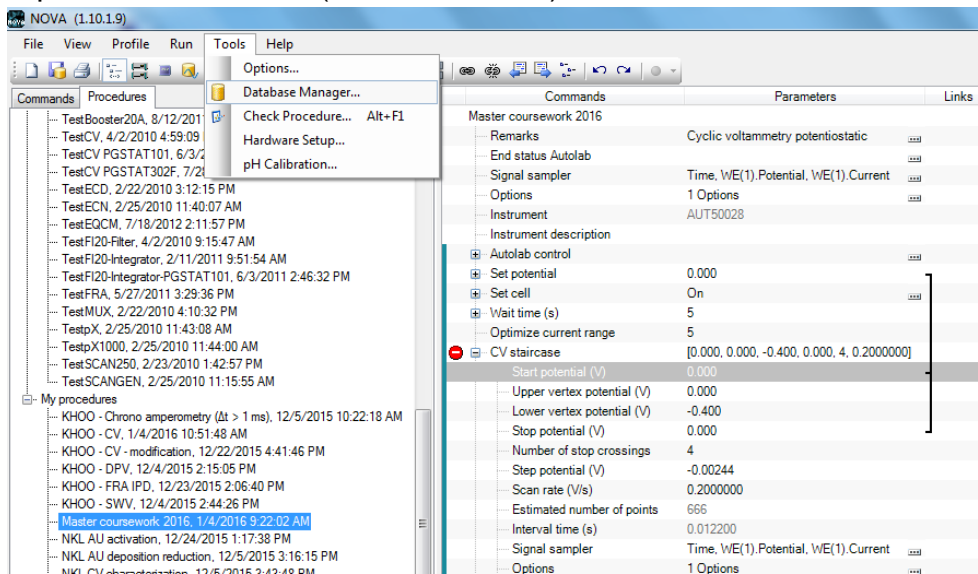 NOVA (1.10.1.9)
File View Profile Run Tools Help
Options...
Database Manager...
Check Procedure... Alt+F1
Hardware Setup...
pH Calibration...
Commands Procedures
TestBooster20A, 8/12/201
TestCV, 4/2/2010 4:59:09
TestCV PGSTAT101, 6/3/2
TestCV PGSTAT302F, 7/2
TestECD, 2/22/2010 3:12:15 PM
TestECN, 2/25/2010 11:40:07 AM
TestEQCM, 7/18/2012 2:11:57 PM
TestFI20-Filter, 4/2/2010 9:15:47 AM
TestFI20-Integrator, 2/11/2011 9:51:54 AM
TestFI20-Integrator-PGSTAT101, 6/3/2011 2:46:32 PM
TestFRA, 5/27/2011 3:29:36 PM
TestMUX, 2/22/2010 4:10:32 PM
TestpX, 2/25/2010 11:43:08 AM
TestpX1000, 2/25/2010 11:44:00 AM
TestSCAN250, 2/23/2010 1:42:57 PM
TestSCANGEN, 2/25/2010 11:15:55 AM
My procedures
KHOO - Chrono amperometry (Δt > 1 ms), 12/5/2015 10:22:18 AM
KHOO - CV, 1/4/2016 10:51:48 AM
KHOO - CV - modification, 12/22/2015 4:41:46 PM
KHOO - DPV, 12/4/2015 2:15:05 PM
KHOO - FRA IPD, 12/23/2015 2:06:40 PM
KHOO - SWV, 12/4/2015 2:44:26 PM
Master coursework 2016, 1/4/2016 9:22:02 AM
NKL AU activation, 12/24/2015 1:17:38 PM
NKL AU deposition reduction, 12/5/2015 3:16:15 PM
NKL CV characterization, 12/5/2015 3:43:48 PM
Commands Parameters Links
Master coursework 2016
Remarks Cyclic voltammetry potentiostatic
End status Autolab
Signal sampler Time, WE(1).Potential, WE(1).Current
Options 1 Options
Instrument AUT50028
Instrument description
Autolab control
Set potential 0.000
Set cell On
Wait time (s) 5
Optimize current range 5
CV staircase [0.000, 0.000, -0.400, 0.000, 4, 0.2000000]
Start potential (V) 0.000
Upper vertex potential (V) 0.000
Lower vertex potential (V) -0.400
Stop potential (V) 0.000
Number of stop crossings 4
Step potential (V) -0.00244
Scan rate (V/s) 0.2000000
Estimated number of points 666
Interval time (s) 0.012200
Signal sampler Time, WE(1).Potential, WE(1).Current
Options 1 Options